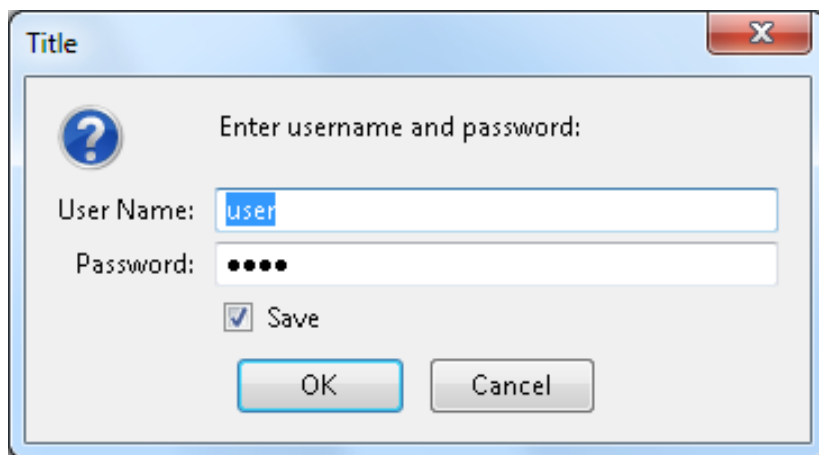 Title
Enter username and password:
User Name: user
Password: ••••
Save
OK Cancel